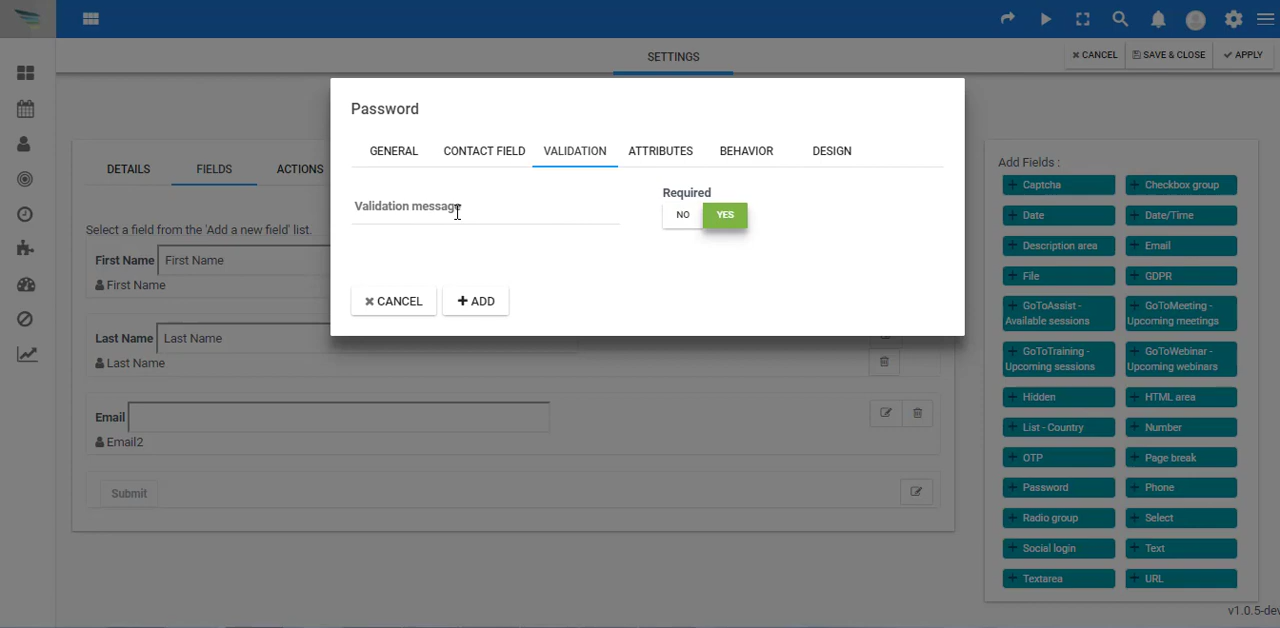 SETTINGS
CANCEL
SAVE & CLOSE
APPLY
Password
GENERAL
CONTACT FIELD
VALIDATION
ATTRIBUTES
BEHAVIOR
DESIGN
Validation message
Required
NO
YES
CANCEL
ADD
DETAILS
FIELDS
ACTIONS
Select a field from the 'Add a new field' list.
First Name
First Name
First Name
Last Name
Last Name
Last Name
Email
Email2
Submit
Add Fields :
Captcha
Checkbox group
Date
Date/Time
Description area
Email
File
GDPR
GoToAssist -
Available sessions
GoToMeeting -
Upcoming meetings
GoToTraining -
Upcoming sessions
GoToWebinar -
Upcoming webinars
Hidden
HTML area
List - Country
Number
OTP
Page break
Password
Phone
Radio group
Select
Social login
Text
Textarea
URL
v1.0.5-dev